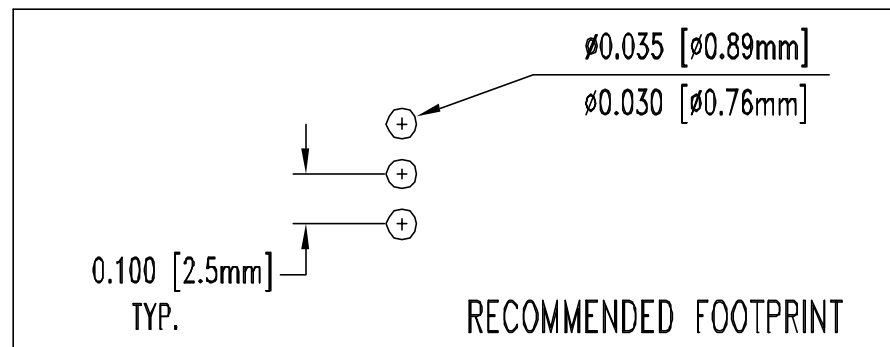 ø0.035 [ø0.89mm]
ø0.030 [ø0.76mm]
0.100 [2.5mm]
TYP.
RECOMMENDED FOOTPRINT